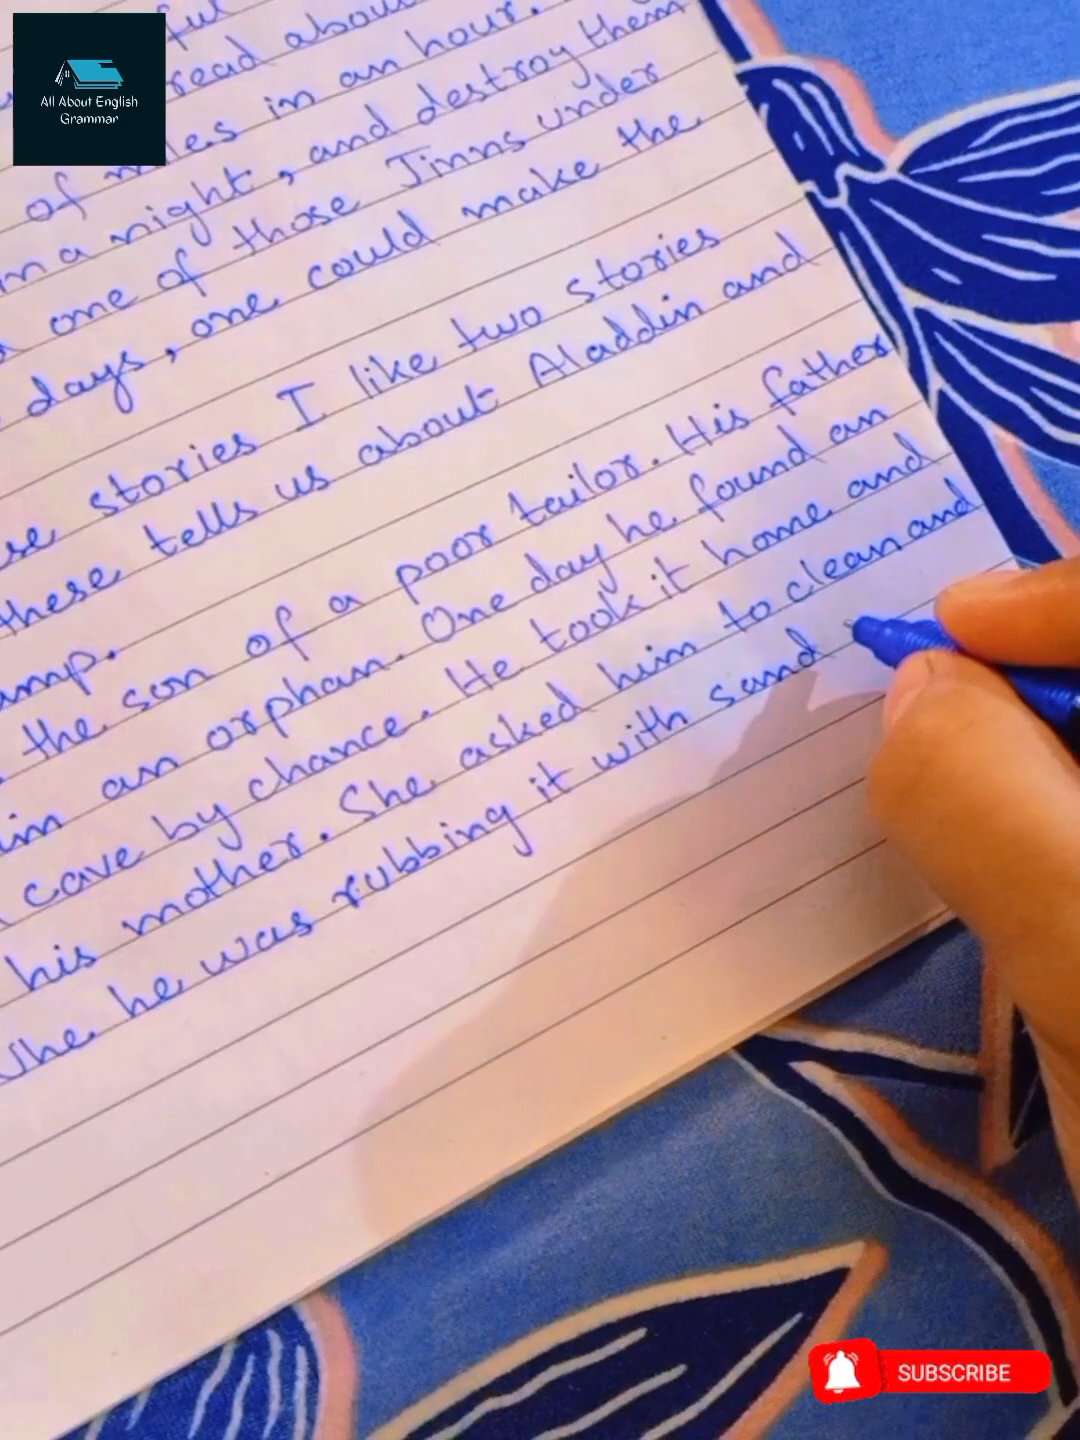 All About English
Grammar
ful
read about
of miles in an hour.
in a night, and destroy them
one of those Jinns under
days, one could make the
stories I like two stories
these tells us about Aladdin and
the son of a poor tailor. His father
an orphan. One day he found an
cave by chance. He took it home and
his mother. She asked him to clean and
he was rubbing it with sand
SUBSCRIBE